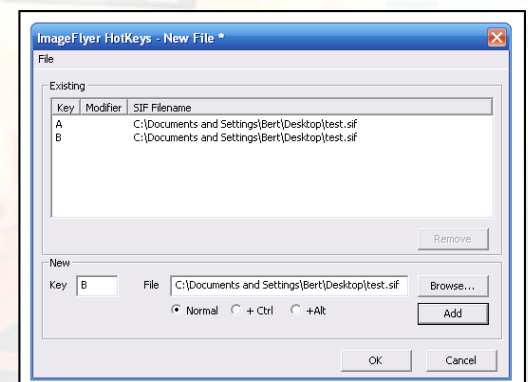 ImageFlyer HotKeys - New File *
File
Existing
Key Modifier SIF Filename
A C:\Documents and Settings\Bert\Desktop\test.sif
B C:\Documents and Settings\Bert\Desktop\test.sif
Remove
New
Key B File C:\Documents and Settings\Bert\Desktop\test.sif Browse...
Normal + Ctrl +Alt Add
OK Cancel